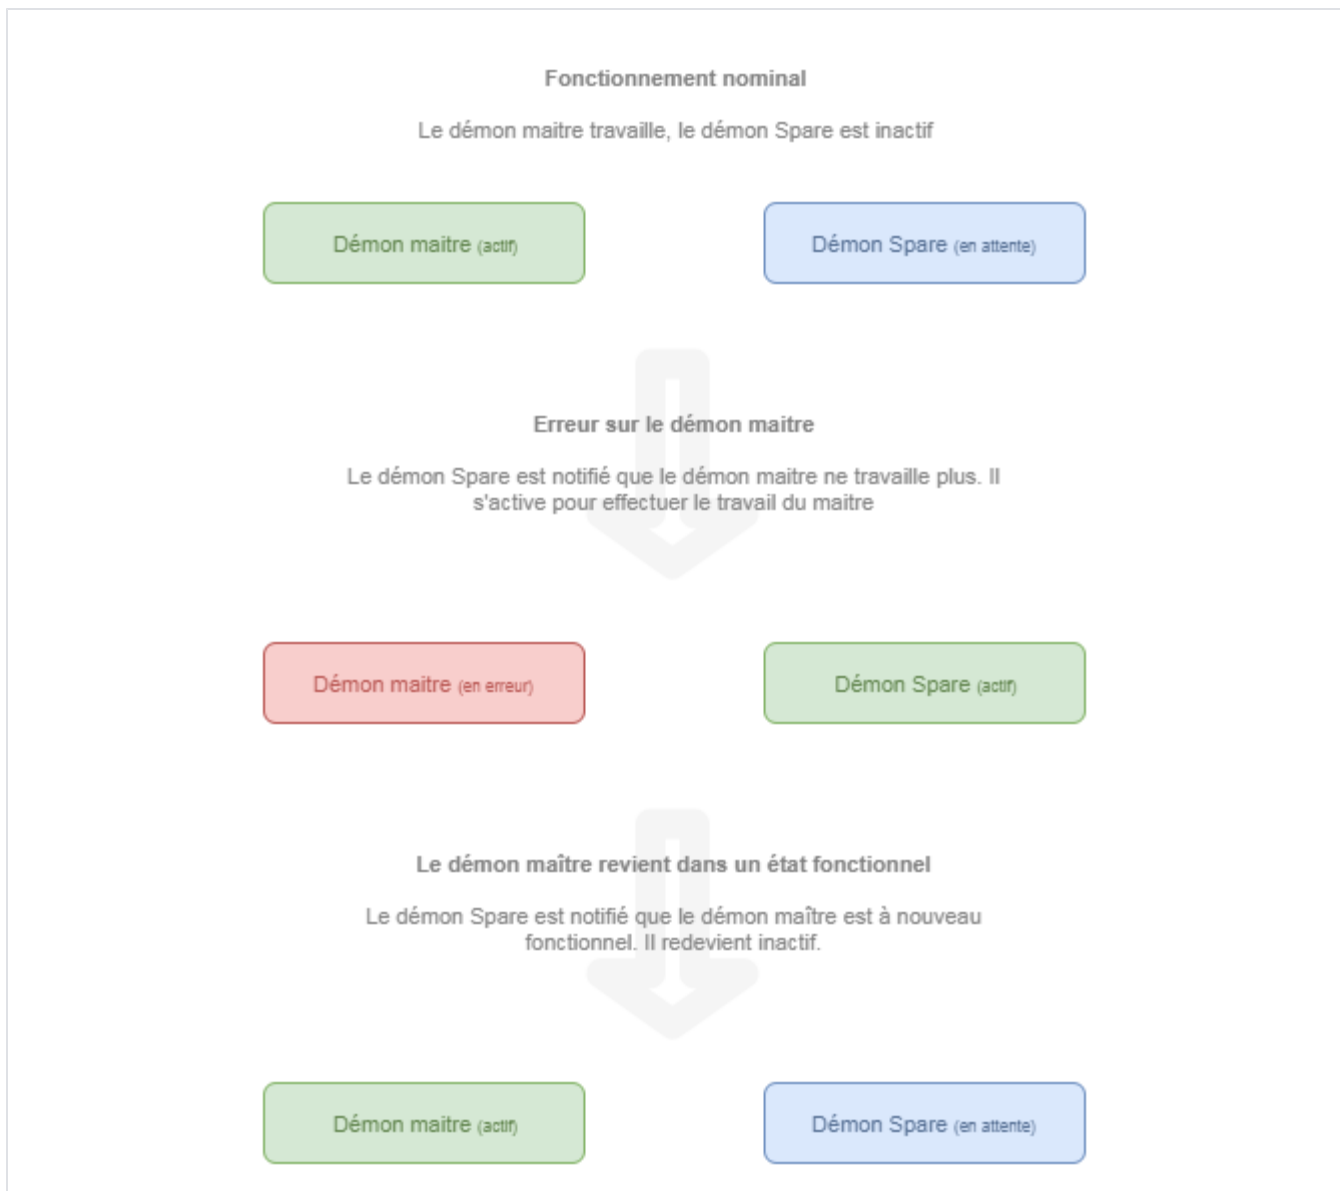 Fonctionnement nominal
Le démon maitre travaille, le démon Spare est inactif
Démon maitre (actif)
Démon Spare (en attente)
Erreur sur le démon maitre
Le démon Spare est notifié que le démon maitre ne travaille plus. Il
s'active pour effectuer le travail du maitre
Démon maitre (en erreur)
Démon Spare (actif)
Le démon maître revient dans un état fonctionnel
Le démon Spare est notifié que le démon maître est à nouveau
fonctionnel. Il redevient inactif.
Démon maitre (actif)
Démon Spare (en attente)